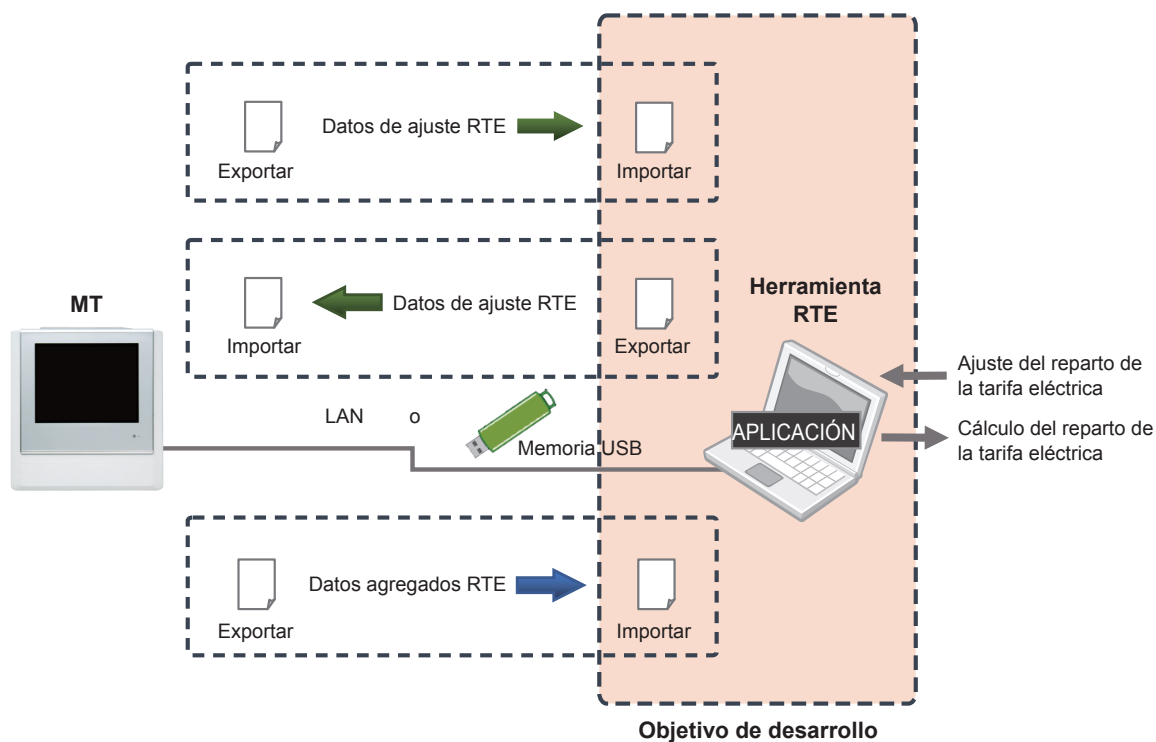 Datos de ajuste RTE
Exportar
Importar
Datos de ajuste RTE
Importar
Exportar
MT
Herramienta
RTE
LAN o
Memoria USB
APLICACIÓN
Ajuste del reparto de
la tarifa eléctrica
Cálculo del reparto de
la tarifa eléctrica
Datos agregados RTE
Exportar
Importar
Objetivo de desarrollo